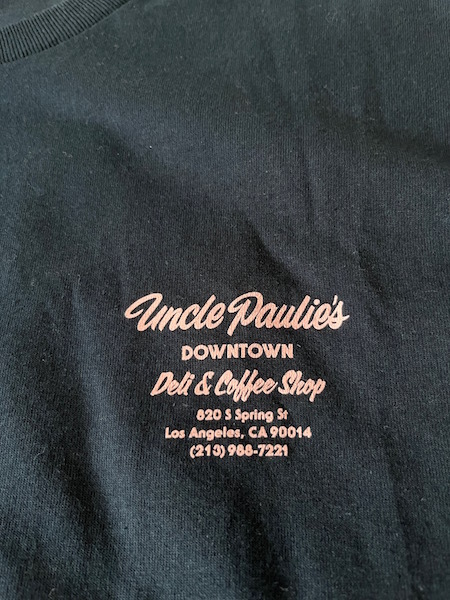 Uncle Paulie's
DOWNTOWN
Deli & Coffee Shop
820 S Spring St
Los Angeles, CA 90014
(213) 988-7221